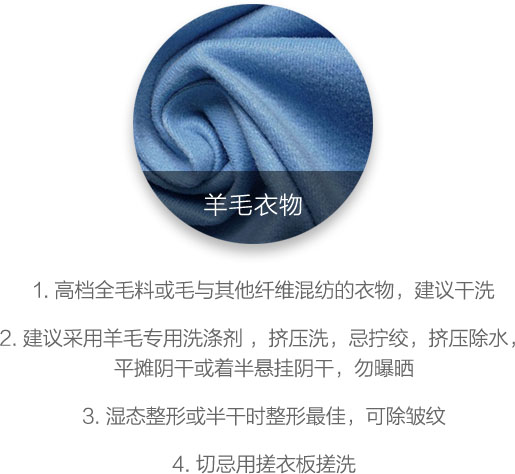 羊毛衣物
1. 高档全毛料或毛与其他纤维混纺的衣物，建议干洗
2. 建议采用羊毛专用洗涤剂 ，挤压洗，忌拧绞，挤压除水，
平摊阴干或着半悬挂阴干，勿曝晒
3. 湿态整形或半干时整形最佳，可除皱纹
4. 切忌用搓衣板搓洗